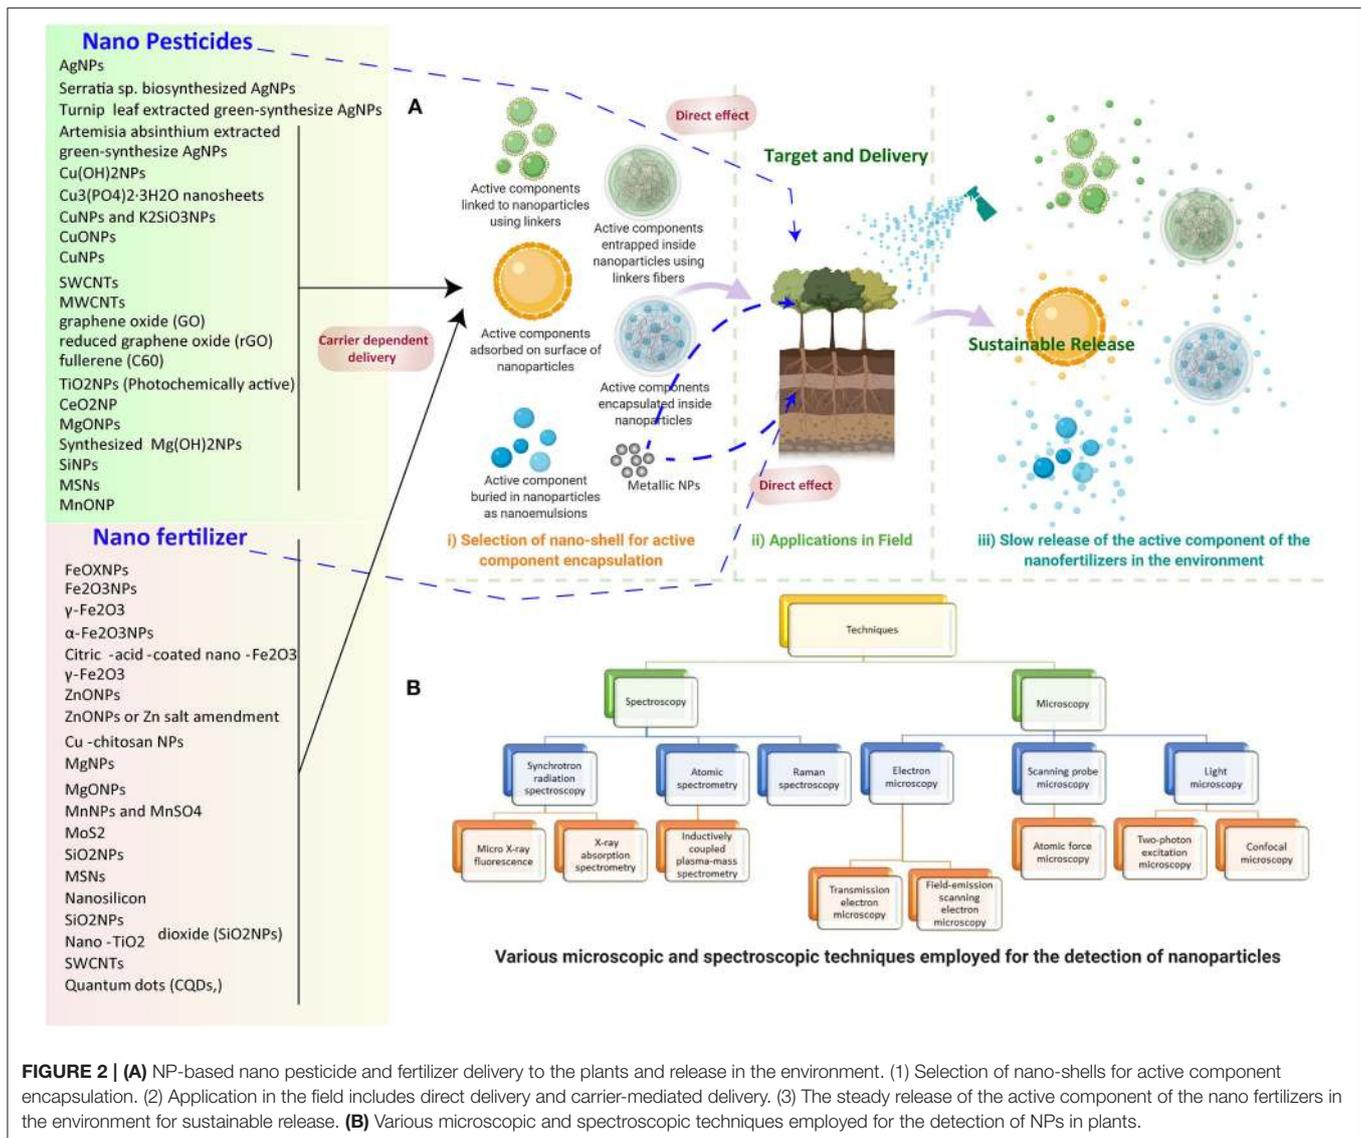 Nano Pesticides
AgNPs
Serratia sp. biosynthesized AgNPs
Turnip leaf extracted green-synthesize AgNPs
Artemisia absinthium extracted
green-synthesize AgNPs
Cu(OH)2NPs
Cu3(PO4)2·3H2O nanosheets
CuNPs and K2SiO3NPs
CuONPs
CuNPs
SWCNTs
MWCNTs
graphene oxide (GO)
reduced graphene oxide (rGO)
fullerene (C60)
TiO2NPs (Photochemically active)
CeO2NP
MgONPs
Synthesized Mg(OH)2NPs
SiNPs
MSNs
MnONP
Nano fertilizer
FeOXNPs
Fe2O3NPs
γ-Fe2O3
α-Fe2O3NPs
Citric -acid -coated nano -Fe2O3
γ-Fe2O3
ZnONPs
ZnONPs or Zn salt amendment
Cu -chitosan NPs
MgNPs
MgONPs
MnNPs and MnSO4
MoS2
SiO2NPs
MSNs
Nanosilicon
SiO2NPs
dioxide (SiO2NPs)
Nano -TiO2
SWCNTs
Quantum dots (CQDs,)
Carrier dependent
delivery
A
Active components
linked to nanoparticles
using linkers
Active components
entrapped inside
nanoparticles using
linkers fibers
Active components
adsorbed on surface of
nanoparticles
Active components
encapsulated inside
nanoparticles
Active component
buried in nanoparticles
as nanoemulsions
Metallic NPs
i) Selection of nano-shell for active
component encapsulation
Direct effect
Target and Delivery
Direct effect
ii) Applications in Field
Sustainable Release
iii) Slow release of the active component of the
nanofertilizers in the environment
B
Techniques
Spectroscopy
Microscopy
Synchrotron
radiation
spectroscopy
Atomic
spectrometry
Raman
spectroscopy
Electron
microscopy
Scanning probe
microscopy
Light
microscopy
Micro X-ray
fluorescence
X-ray
absorption
spectrometry
Inductively
coupled
plasma-mass
spectrometry
Transmission
electron
microscopy
Field-emission
scanning
electron
microscopy
Atomic force
microscopy
Two-photon
excitation
microscopy
Confocal
microscopy
Various microscopic and spectroscopic techniques employed for the detection of nanoparticles
FIGURE 2 | (A) NP-based nano pesticide and fertilizer delivery to the plants and release in the environment. (1) Selection of nano-shells for active component
encapsulation. (2) Application in the field includes direct delivery and carrier-mediated delivery. (3) The steady release of the active component of the nano fertilizers in
the environment for sustainable release. (B) Various microscopic and spectroscopic techniques employed for the detection of NPs in plants.